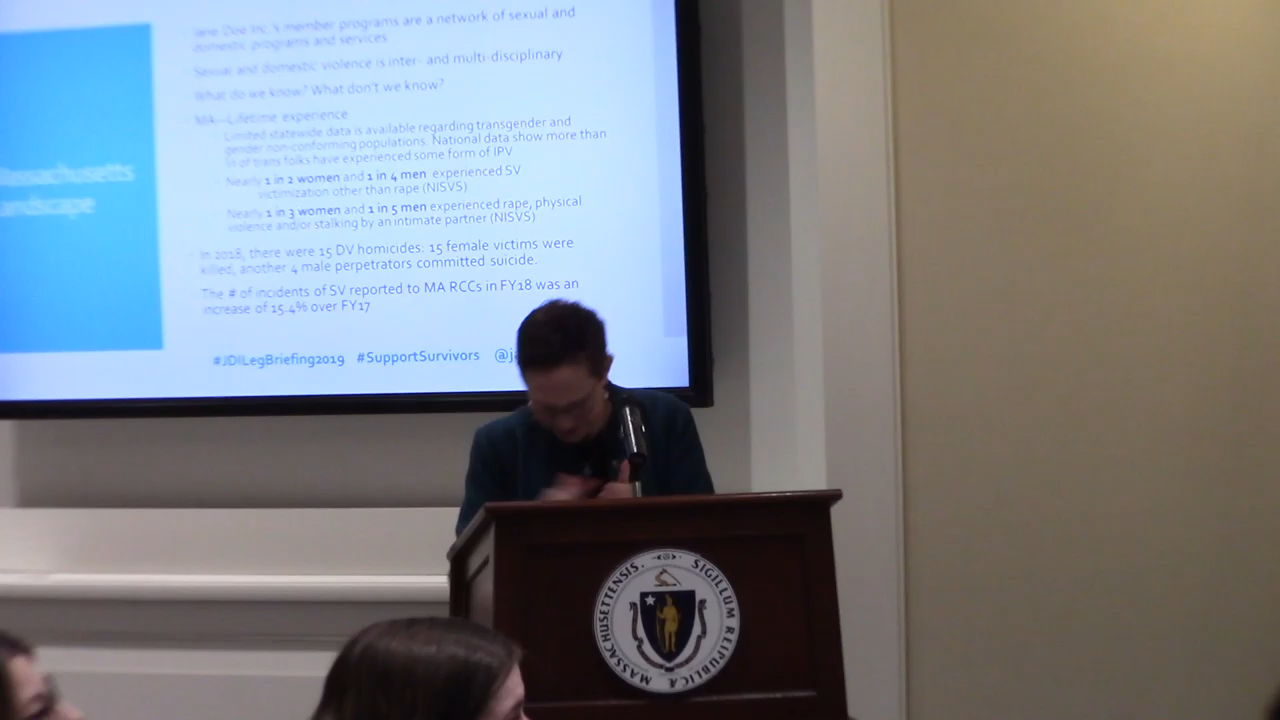 Jane Doe Inc.'s member programs are a network of sexual and
domestic programs and services
Sexual and domestic violence is inter- and multi-disciplinary
What do we know? What don't we know?
MA—Lifetime experience
Limited statewide data is available regarding transgender and
gender non-conforming populations. National data show more than
of trans folks have experienced some form of IPV
Nearly 1 in 2 women and 1 in 4 men experienced SV
victimization other than rape (NISVS)
Nearly 1 in 3 women and 1 in 5 men experienced rape, physical
violence and/or stalking by an intimate partner (NISVS)
In 2018, there were 15 DV homicides: 15 female victims were
killed, another 4 male perpetrators committed suicide.
The # of incidents of SV reported to MA RCCs in FY18 was an
increase of 15.4% over FY17
#JDILegBriefing2019 #SupportSurvivors
Massachusetts
andscape
SIGILLUM REIPUBLICÆ MASSACHUSETTENSIS